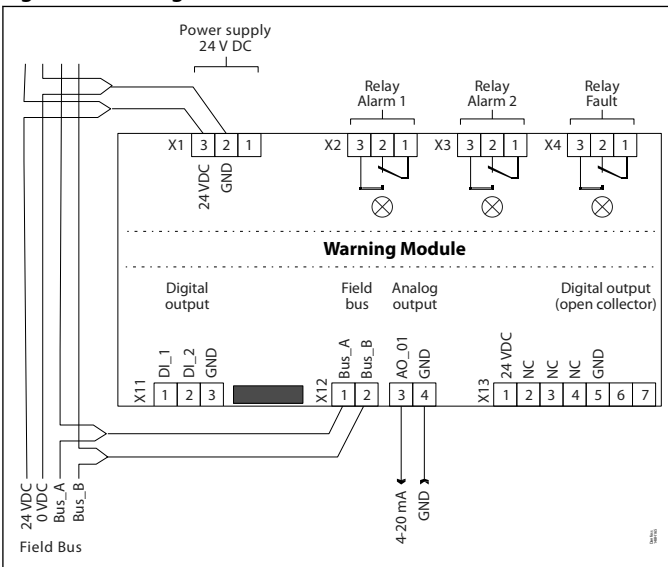 Power supply
24 V DC
Relay
Alarm 1
Relay
Alarm 2
Relay
Fault
X1 3 2 1
X2 3 2 1
X3 3 2 1
X4 3 2 1
24 VDC
GND
Warning Module
Digital
output
Field
bus
Analog
output
Digital output
(open collector)
DI_1
DI_2
GND
Bus_A
Bus_B
AO_01
GND
24 VDC
NC
NC
NC
GND
X11 1 2 3
X12 1 2 3 4
X13 1 2 3 4 5 6 7
24 VDC
0 VDC
Bus_A
Bus_B
4-20 mA
GND
Field Bus